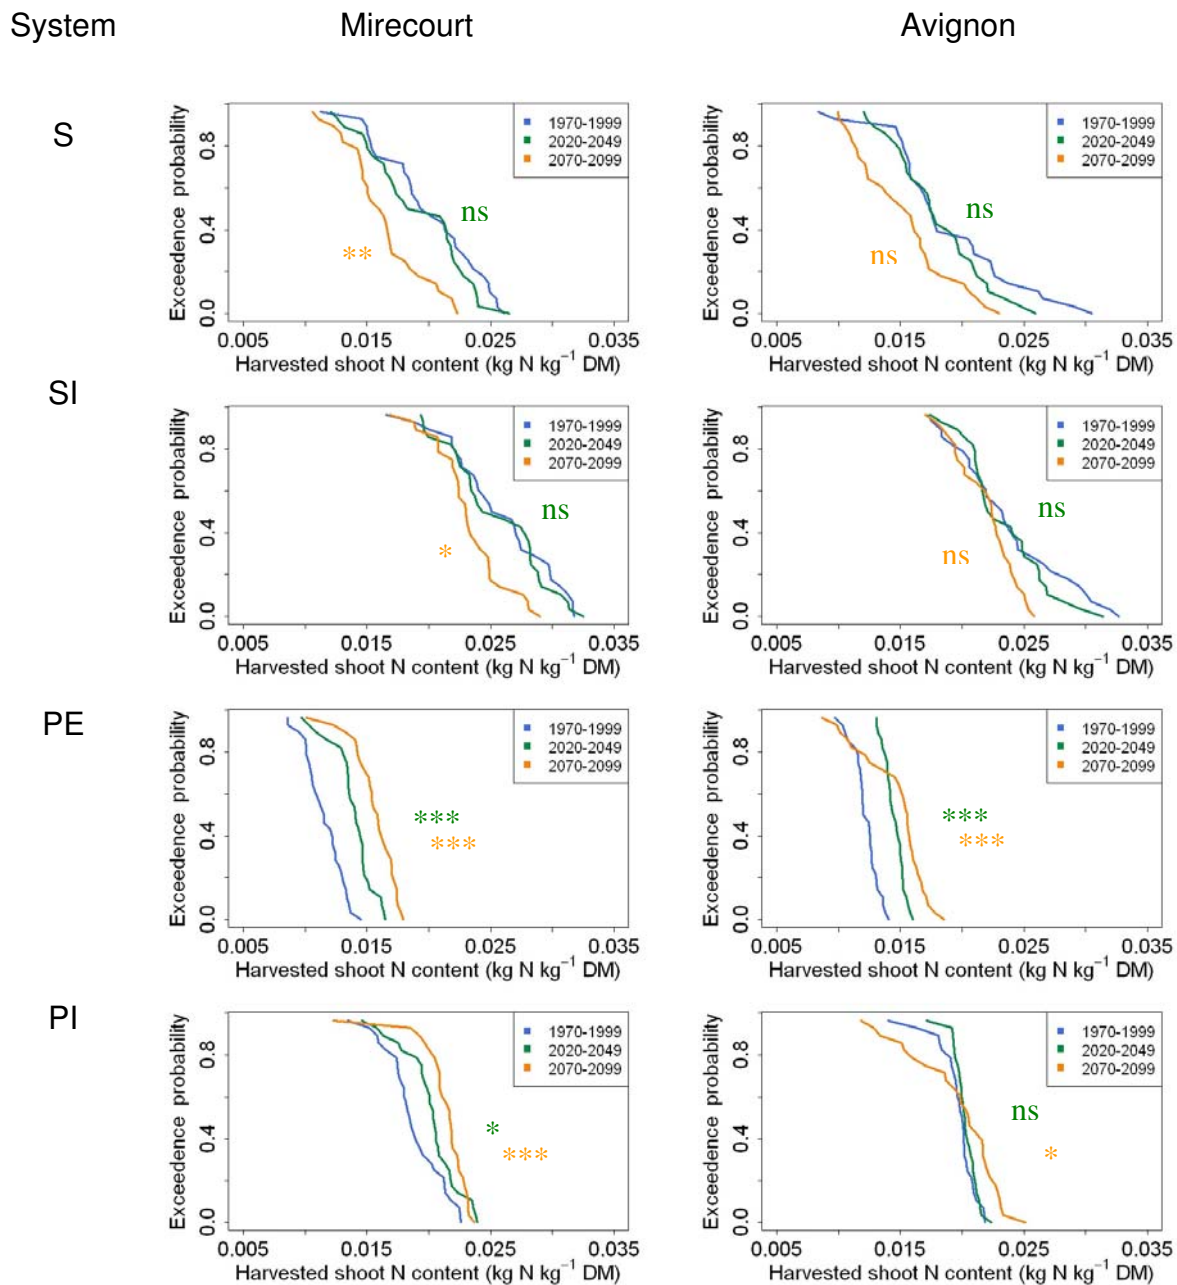 System Mirecourt Avignon
S
Exceedence probability
0.8
0.4
0.0
1970-1999
2020-2049
2070-2099
ns
**
0.005 0.015 0.025 0.035
Harvested shoot N content (kg N kg⁻¹ DM)
Exceedence probability
0.8
0.4
0.0
1970-1999
2020-2049
2070-2099
ns
ns
0.005 0.015 0.025 0.035
Harvested shoot N content (kg N kg⁻¹ DM)
SI
Exceedence probability
0.8
0.4
0.0
1970-1999
2020-2049
2070-2099
ns
*
0.005 0.015 0.025 0.035
Harvested shoot N content (kg N kg⁻¹ DM)
Exceedence probability
0.8
0.4
0.0
1970-1999
2020-2049
2070-2099
ns
ns
0.005 0.015 0.025 0.035
Harvested shoot N content (kg N kg⁻¹ DM)
PE
Exceedence probability
0.8
0.4
0.0
1970-1999
2020-2049
2070-2099
***
***
0.005 0.015 0.025 0.035
Harvested shoot N content (kg N kg⁻¹ DM)
Exceedence probability
0.8
0.4
0.0
1970-1999
2020-2049
2070-2099
***
***
0.005 0.015 0.025 0.035
Harvested shoot N content (kg N kg⁻¹ DM)
PI
Exceedence probability
0.8
0.4
0.0
1970-1999
2020-2049
2070-2099
*
***
0.005 0.015 0.025 0.035
Harvested shoot N content (kg N kg⁻¹ DM)
Exceedence probability
0.8
0.4
0.0
1970-1999
2020-2049
2070-2099
ns
*
0.005 0.015 0.025 0.035
Harvested shoot N content (kg N kg⁻¹ DM)